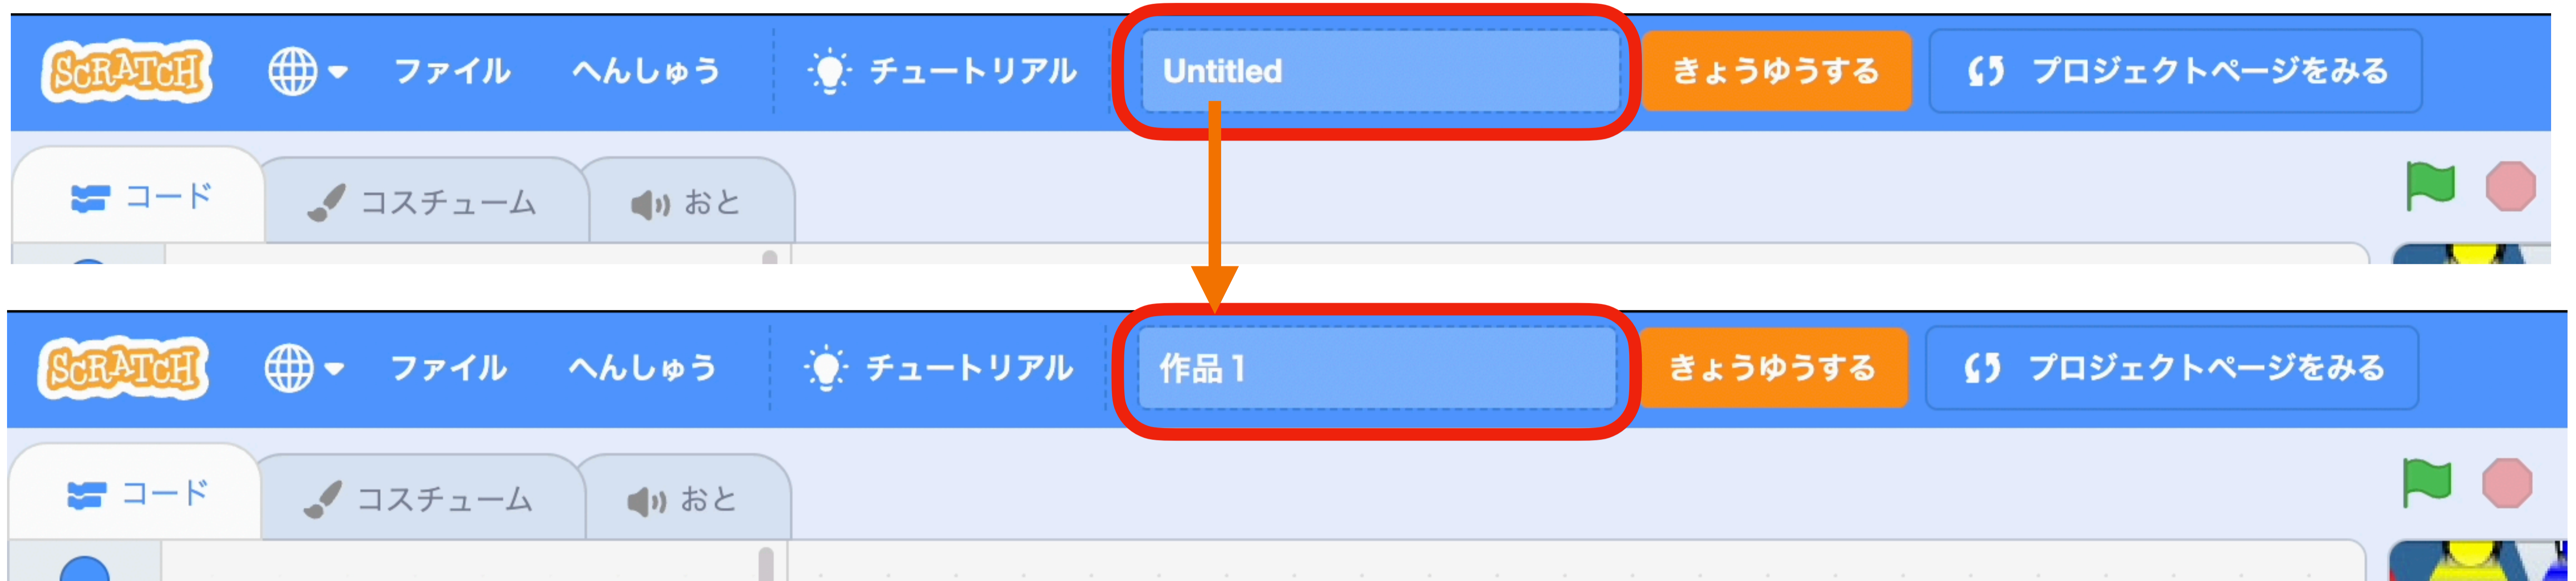 SCRATCH ファイル へんしゅう チュートリアル Untitled きょうゆうする プロジェクトページをみる
コード コスチューム おと
SCRATCH ファイル へんしゅう チュートリアル 作品1 きょうゆうする プロジェクトページをみる
コード コスチューム おと